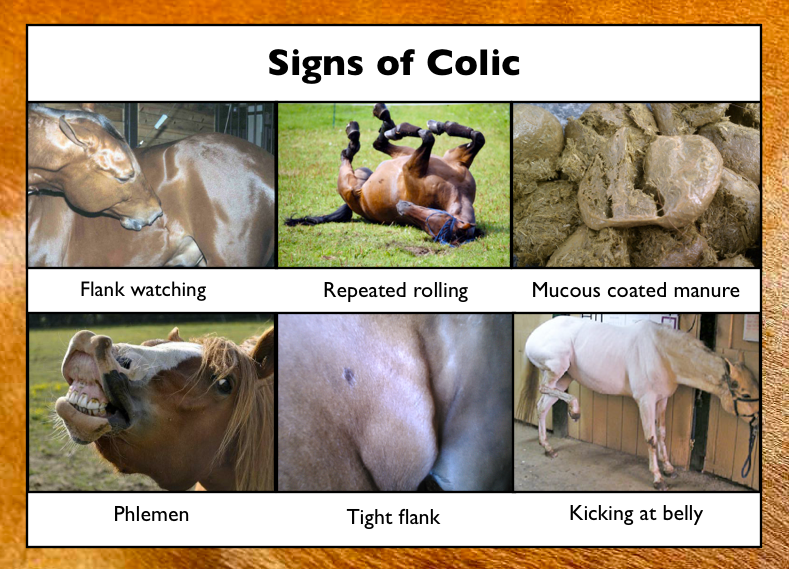 Signs of Colic
Flank watching
Repeated rolling
Mucous coated manure
Phlemen
Tight flank
Kicking at belly